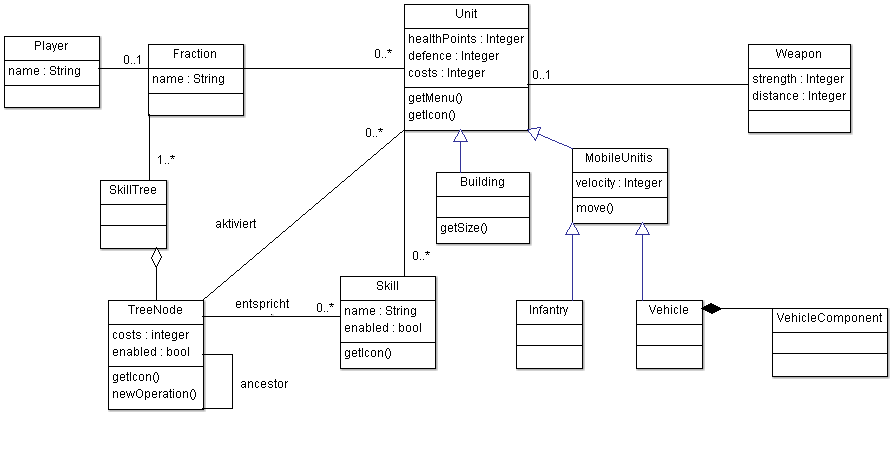 Player
name : String
0..1
Fraction
name : String
0..*
Unit
healthPoints : Integer
defence : Integer
costs : Integer
getMenu()
getIcon()
0..1
Weapon
strength : Integer
distance : Integer
1..*
0..*
SkillTree
aktiviert
Building
getSize()
MobileUnitis
velocity : Integer
move()
0..*
TreeNode
costs : integer
enabled : bool
getIcon()
newOperation()
ancestor
entspricht
0..*
Skill
name : String
enabled : bool
getIcon()
Infantry
Vehicle
VehicleComponent